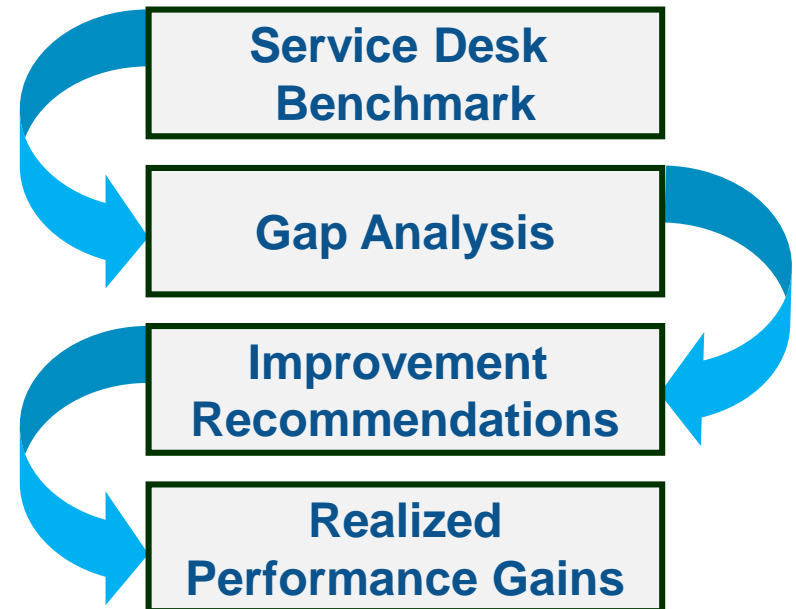 Service Desk
Benchmark
Gap Analysis
Improvement
Recommendations
Realized
Performance Gains